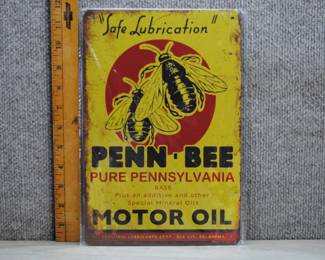 "Safe Lubrication"
PENN · BEE
PURE PENNSYLVANIA
BASE
Plus an additive and other
Special Mineral Oils
MOTOR OIL